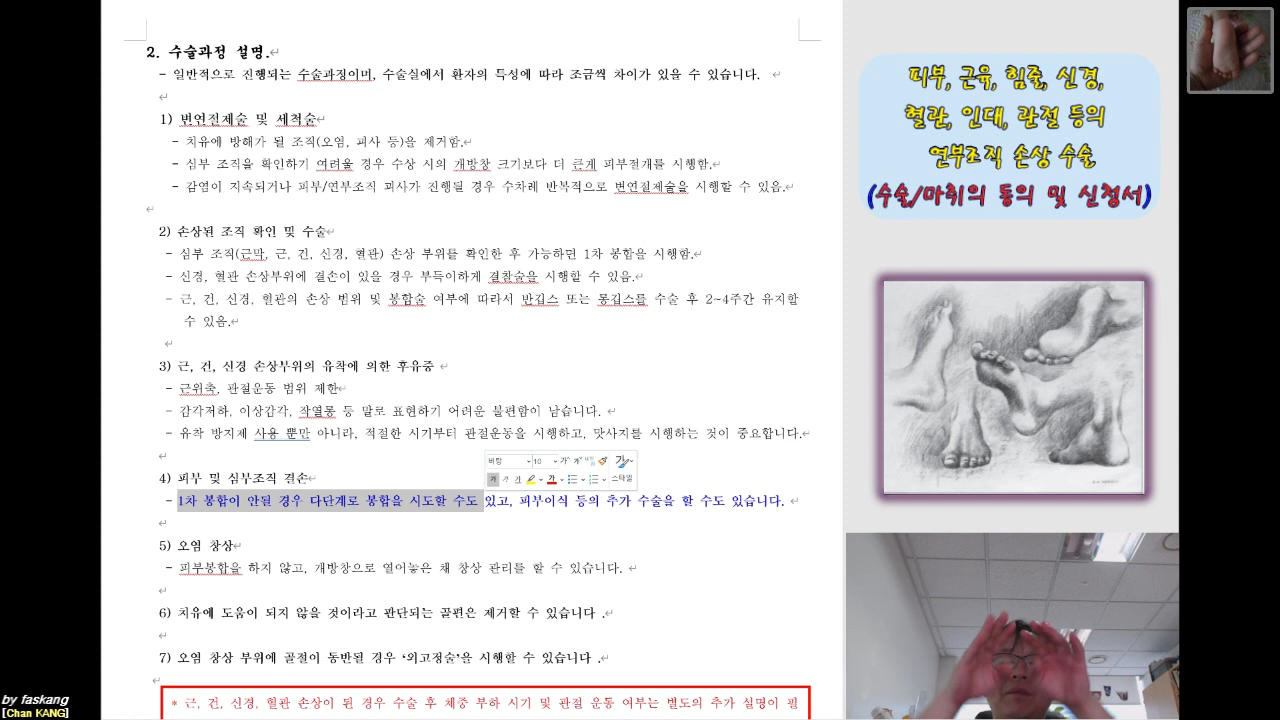 2. 수술과정 설명.
- 일반적으로 진행되는 수술과정이며, 수술실에서 환자의 특성에 따라 조금씩 차이가 있을 수 있습니다.
1) 변연절제술 및 세척술
- 치유에 방해가 될 조직(오염, 괴사 등)을 제거함.
- 심부 조직을 확인하기 여려울 경우 수상 시의 개방창 크기보다 더 큰게 피부절개를 시행함.
- 감염이 지속되거나 피부/연부조직 괴사가 진행될 경우 수차례 반복적으로 변연절제술을 시행할 수 있음.
2) 손상된 조직 확인 및 수술
- 심부 조직(근막, 근, 건, 신경, 혈관) 손상 부위를 확인한 후 가능하면 1차 봉합을 시행함.
- 신경, 혈관 손상부위에 결손이 있을 경우 부득이하게 결찰술을 시행할 수 있음.
- 근, 건, 신경, 혈관의 손상 범위 및 봉합술 여부에 따라서 반깁스 또는 통깁스를 수술 후 2~4주간 유지할
수 있음.
3) 근, 건, 신경 손상부위의 유착에 의한 후유증
- 근위축, 관절운동 범위 제한
- 감각저하, 이상감각, 작열통 등 말로 표현하기 어려운 불편함이 남습니다.
- 유착 방지제 사용 뿐만 아니라, 적절한 시기부터 관절운동을 시행하고, 맛사지를 시행하는 것이 중요합니다.
바탕 10 가 가
가 가 가 가 스타일
4) 피부 및 심부조직 결손
- 1차 봉합이 안될 경우 다단계로 봉합을 시도할 수도 있고, 피부이식 등의 추가 수술을 할 수도 있습니다.
5) 오염 창상
- 피부봉합을 하지 않고, 개방창으로 열어놓은 채 창상 관리를 할 수 있습니다.
6) 치유에 도움이 되지 않을 것이라고 판단되는 골편은 제거할 수 있습니다 .
7) 오염 창상 부위에 골절이 동반될 경우 '외고정술'을 시행할 수 있습니다 .
* 근, 건, 신경, 혈관 손상이 된 경우 수술 후 체중 부하 시기 및 관절 운동 여부는 별도의 추가 설명이 필
피부, 근육, 힘줄, 신경,
혈관, 인대, 관절 등의
연부조직 손상 수술
(수술/마취의 동의 및 신청서)
by faskang
[Chan KANG]